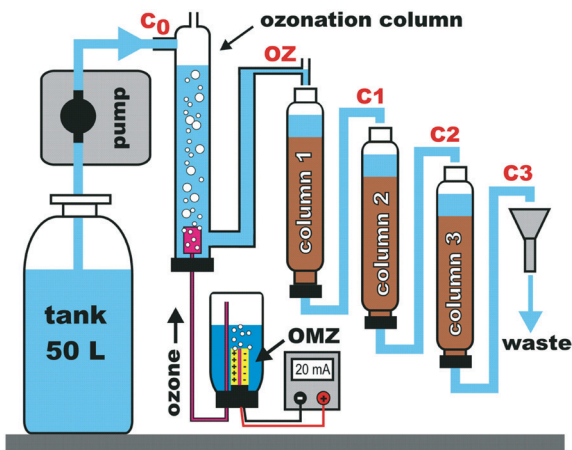 C0
ozonation column
OZ
C1
C2
C3
pump
column 1
column 2
column 3
tank
50 L
ozone
OMZ
20 mA
- +
waste